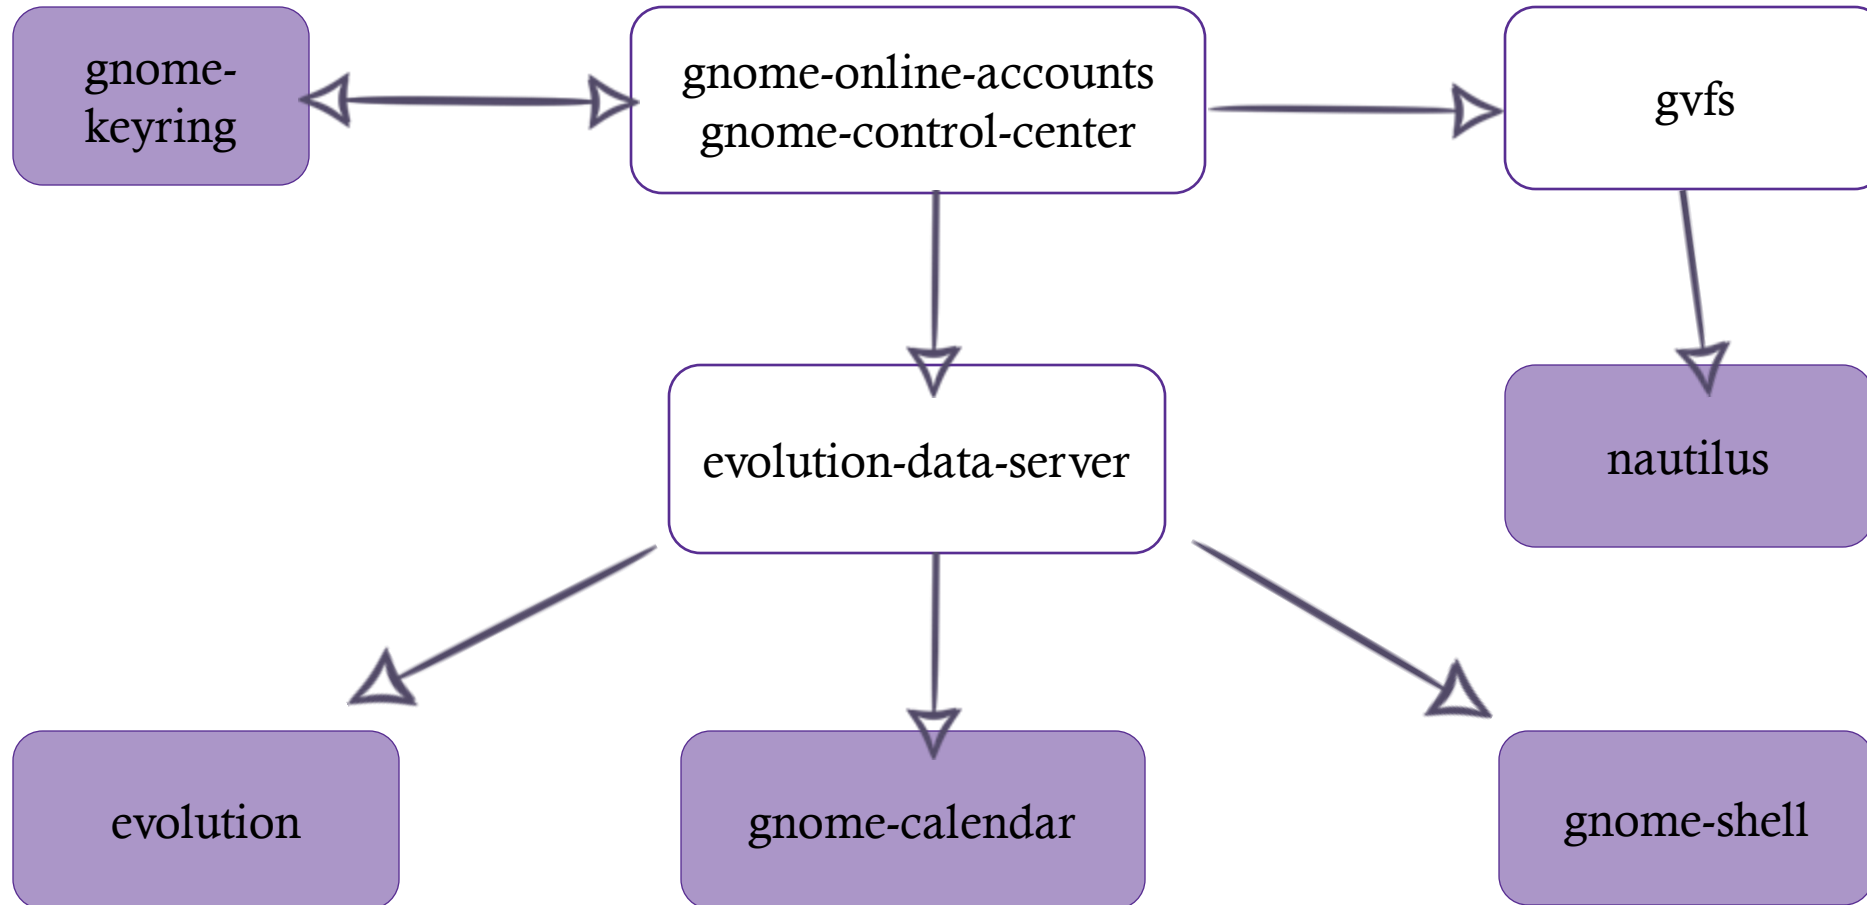 gnome-
keyring
gnome-online-accounts
gnome-control-center
gvfs
evolution-data-server
nautilus
evolution
gnome-calendar
gnome-shell